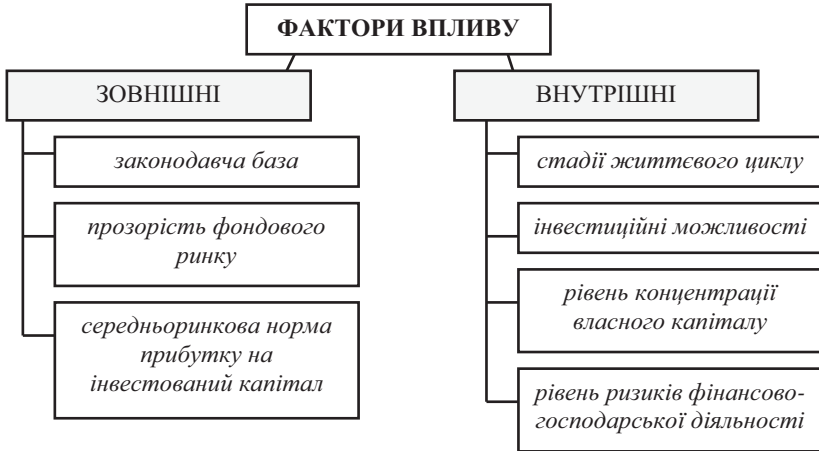 ФАКТОРИ ВПЛИВУ
ЗОВНІШНІ
законодавча база
прозорість фондового
ринку
середньоринкова норма
прибутку на
інвестований капітал
ВНУТРІШНІ
стадії життєвого циклу
інвестиційні можливості
рівень концентрації
власного капіталу
рівень ризиків фінансово-
господарської діяльності